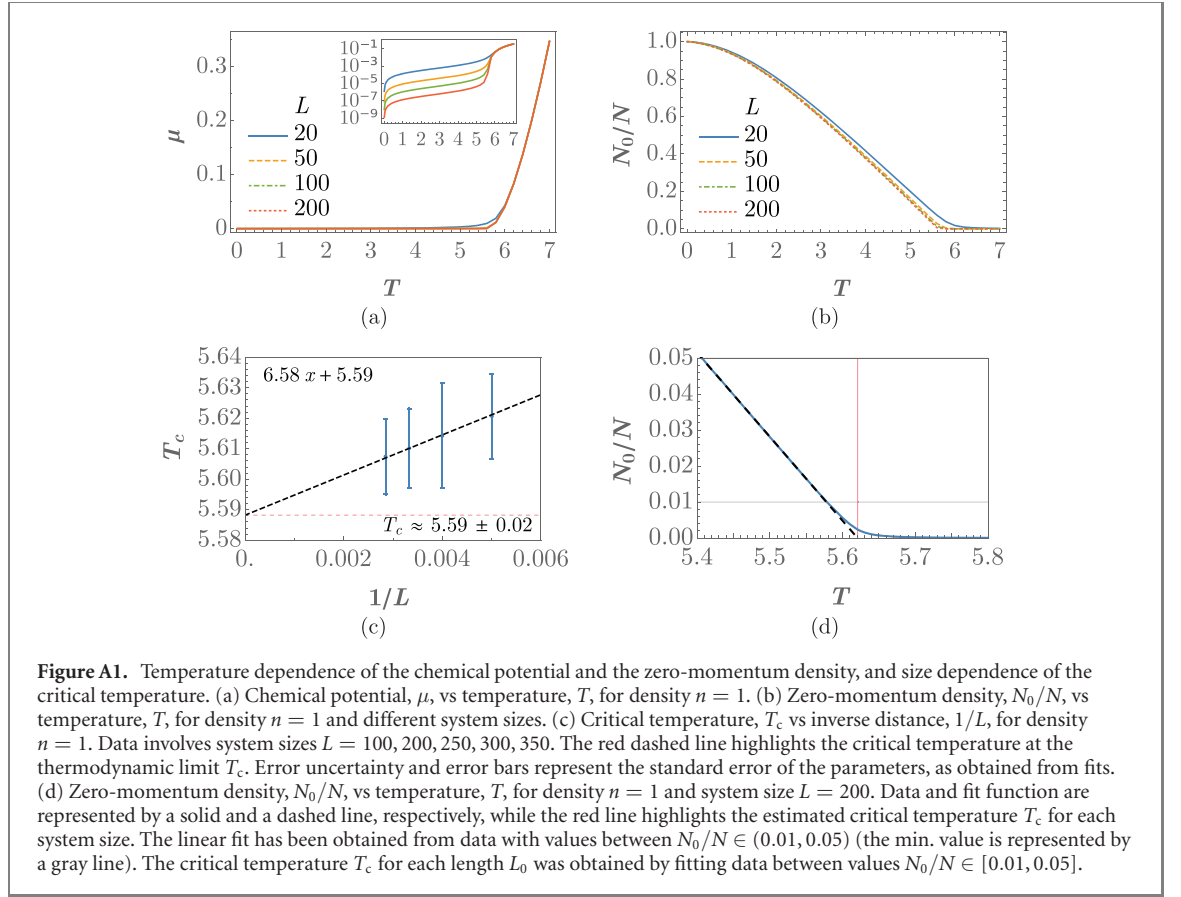 0.3
0.2
0.1
0
μ
10⁻¹
10⁻³
10⁻⁵
10⁻⁷
10⁻⁹
0 1 2 3 4 5 6 7
L
20
50
100
200
0 1 2 3 4 5 6 7
T
(a)
1.0
0.8
0.6
0.4
0.2
0.0
N₀/N
L
20
50
100
200
0 1 2 3 4 5 6 7
T
(b)
5.64
5.63
5.62
5.61
5.60
5.59
5.58
T_c
6.58 x + 5.59
T_c ≈ 5.59 ± 0.02
0. 0.002 0.004 0.006
1/L
(c)
0.05
0.04
0.03
0.02
0.01
0.00
N₀/N
5.4 5.5 5.6 5.7 5.8
T
(d)
Figure A1. Temperature dependence of the chemical potential and the zero-momentum density, and size dependence of the
critical temperature. (a) Chemical potential, μ, vs temperature, T, for density n = 1. (b) Zero-momentum density, N₀/N, vs
temperature, T, for density n = 1 and different system sizes. (c) Critical temperature, T_c vs inverse distance, 1/L, for density
n = 1. Data involves system sizes L = 100, 200, 250, 300, 350. The red dashed line highlights the critical temperature at the
thermodynamic limit T_c. Error uncertainty and error bars represent the standard error of the parameters, as obtained from fits.
(d) Zero-momentum density, N₀/N, vs temperature, T, for density n = 1 and system size L = 200. Data and fit function are
represented by a solid and a dashed line, respectively, while the red line highlights the estimated critical temperature T_c for each
system size. The linear fit has been obtained from data with values between N₀/N ∈ (0.01, 0.05) (the min. value is represented by
a gray line). The critical temperature T_c for each length L₀ was obtained by fitting data between values N₀/N ∈ [0.01, 0.05].